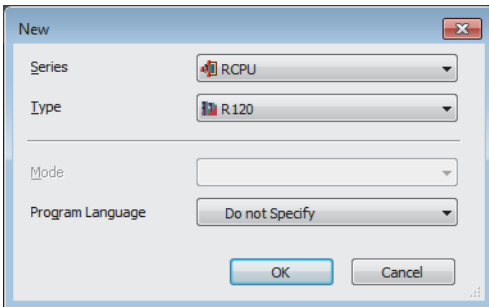 New
Series RCPU
Type R120
Mode
Program Language Do not Specify
OK Cancel